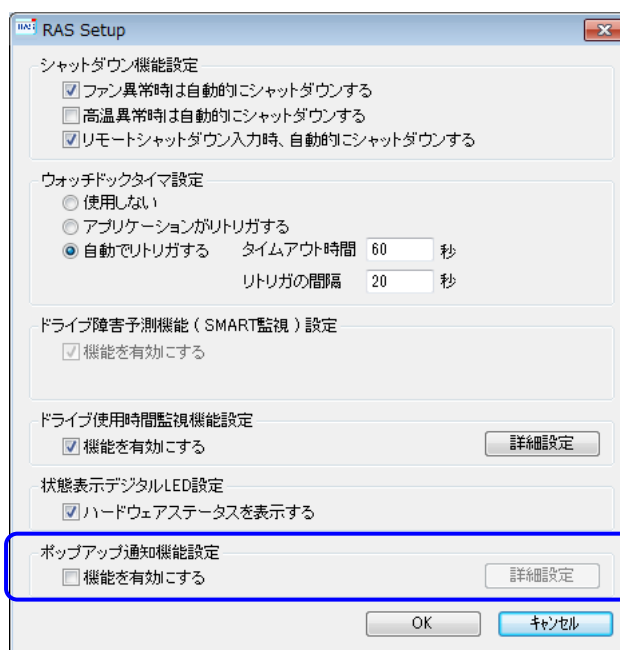 RAS RAS Setup
シャットダウン機能設定
ファン異常時は自動的にシャットダウンする
高温異常時は自動的にシャットダウンする
リモートシャットダウン入力時、自動的にシャットダウンする
ウォッチドックタイマ設定
使用しない
アプリケーションがリトリガする
自動でリトリガする タイムアウト時間 60 秒
リトリガの間隔 20 秒
ドライブ障害予測機能 ( SMART監視 ) 設定
機能を有効にする
ドライブ使用時間監視機能設定
機能を有効にする 詳細設定
状態表示デジタルLED設定
ハードウェアステータスを表示する
ポップアップ通知機能設定
機能を有効にする 詳細設定
OK キャンセル